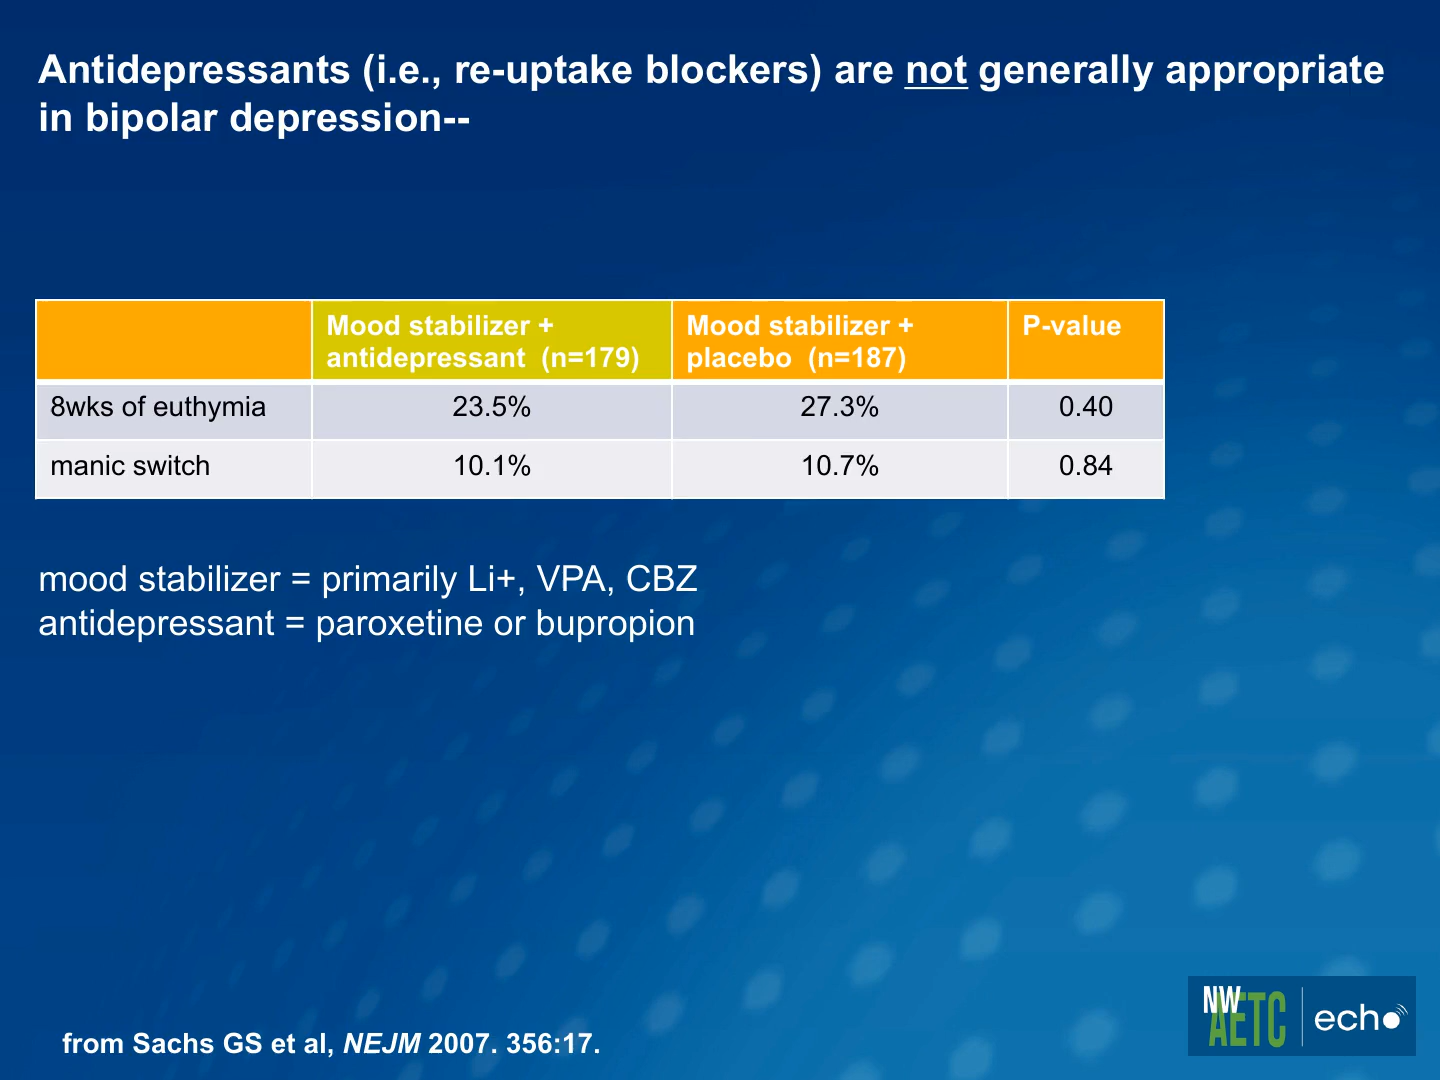 Antidepressants (i.e., re-uptake blockers) are not generally appropriate
in bipolar depression--
Mood stabilizer +
antidepressant (n=179)
Mood stabilizer +
placebo (n=187)
P-value
8wks of euthymia 23.5% 27.3% 0.40
manic switch 10.1% 10.7% 0.84
mood stabilizer = primarily Li+, VPA, CBZ
antidepressant = paroxetine or bupropion
from Sachs GS et al, NEJM 2007. 356:17.
NW
AETC echo